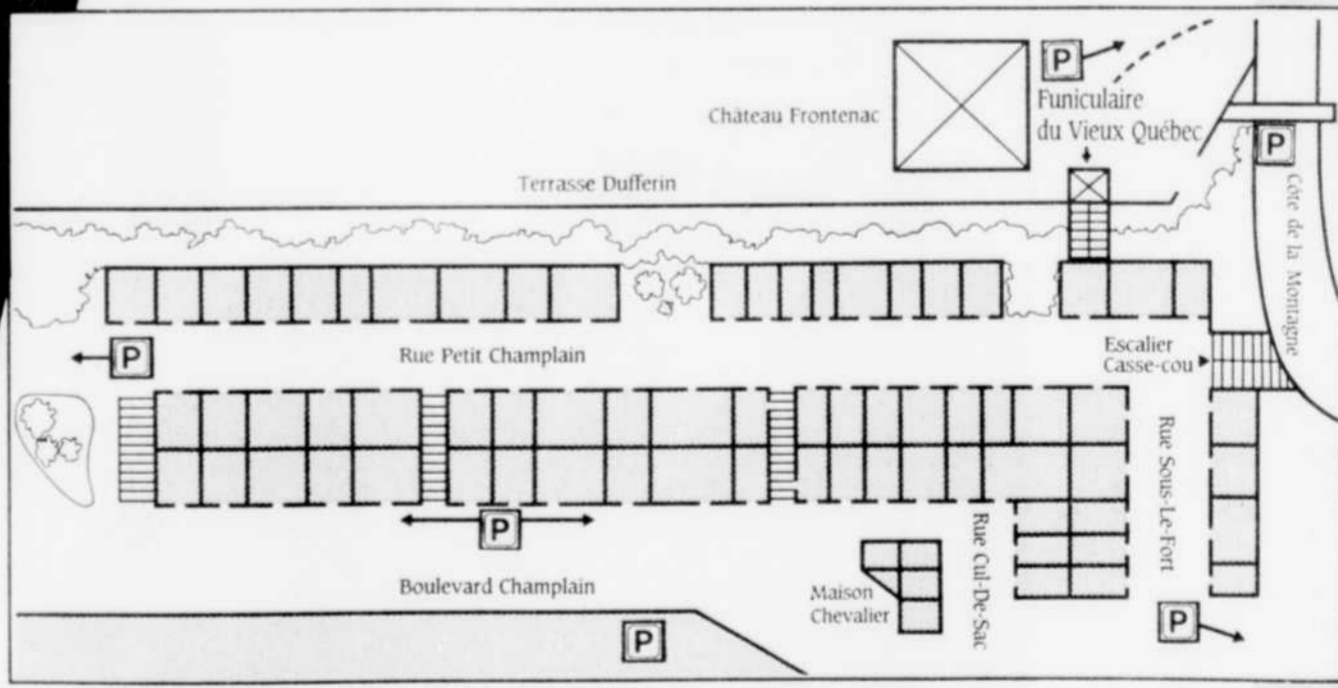 P
Funiculaire
du Vieux Québec
Château Frontenac
P
Terrasse Dufferin
Côte de la Montagne
Rue Petit Champlain
Escalier
Casse-cou
P
Rue Sous-Le-Fort
P
Rue Cul-De-Sac
Boulevard Champlain
Maison
Chevalier
P
P